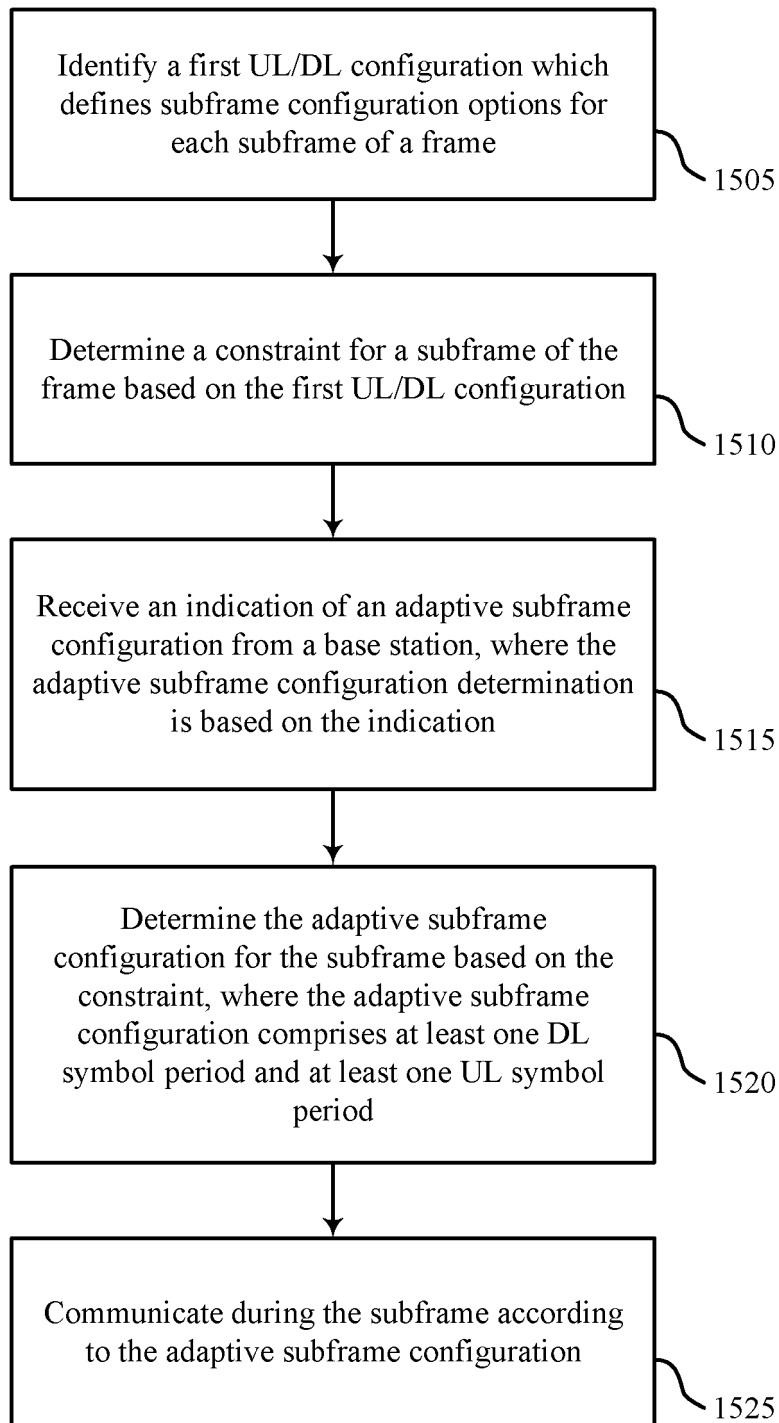 Identify a first UL/DL configuration which
defines subframe configuration options for
each subframe of a frame
1505
Determine a constraint for a subframe of the
frame based on the first UL/DL configuration
1510
Receive an indication of an adaptive subframe
configuration from a base station, where the
adaptive subframe configuration determination
is based on the indication
1515
Determine the adaptive subframe
configuration for the subframe based on the
constraint, where the adaptive subframe
configuration comprises at least one DL
symbol period and at least one UL symbol
period
1520
Communicate during the subframe according
to the adaptive subframe configuration
1525